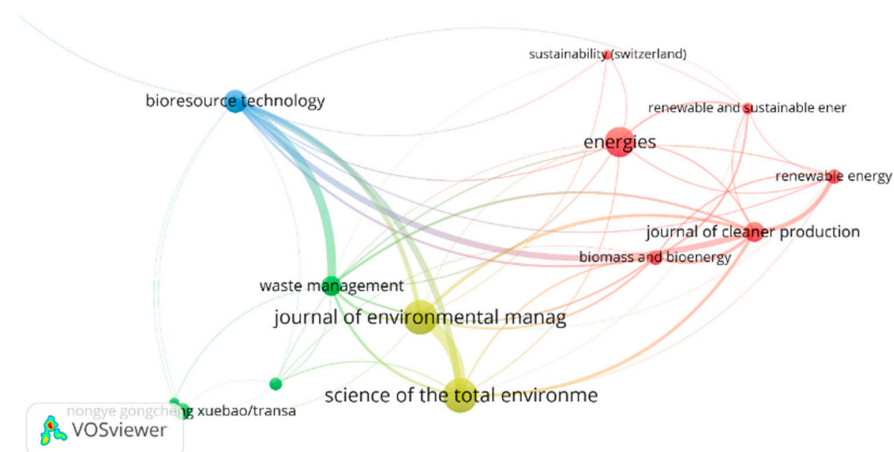 sustainability (switzerland)
bioresource technology
renewable and sustainable ener
energies
renewable energy
journal of cleaner production
biomass and bioenergy
waste management
journal of environmental manag
science of the total environme
nongye gongcheng xuebao/transa
VOSviewer